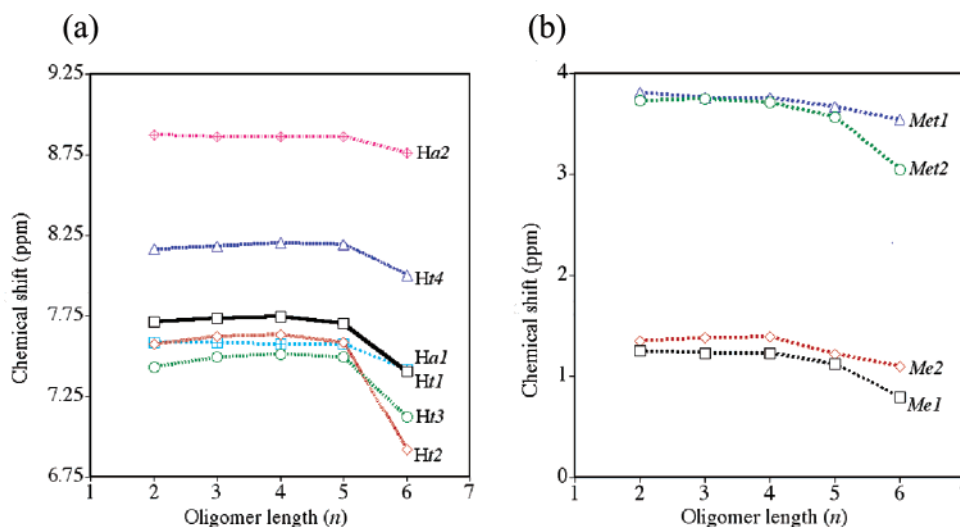 (a)
Chemical shift (ppm)
9.25
8.75
8.25
7.75
7.25
6.75
1 2 3 4 5 6 7
Oligomer length (n)
Ha2
Ht4
Ha1
Ht1
Ht3
Ht2
(b)
Chemical shift (ppm)
4
3
2
1
0
1 2 3 4 5 6
Oligomer length (n)
Met1
Met2
Me2
Me1